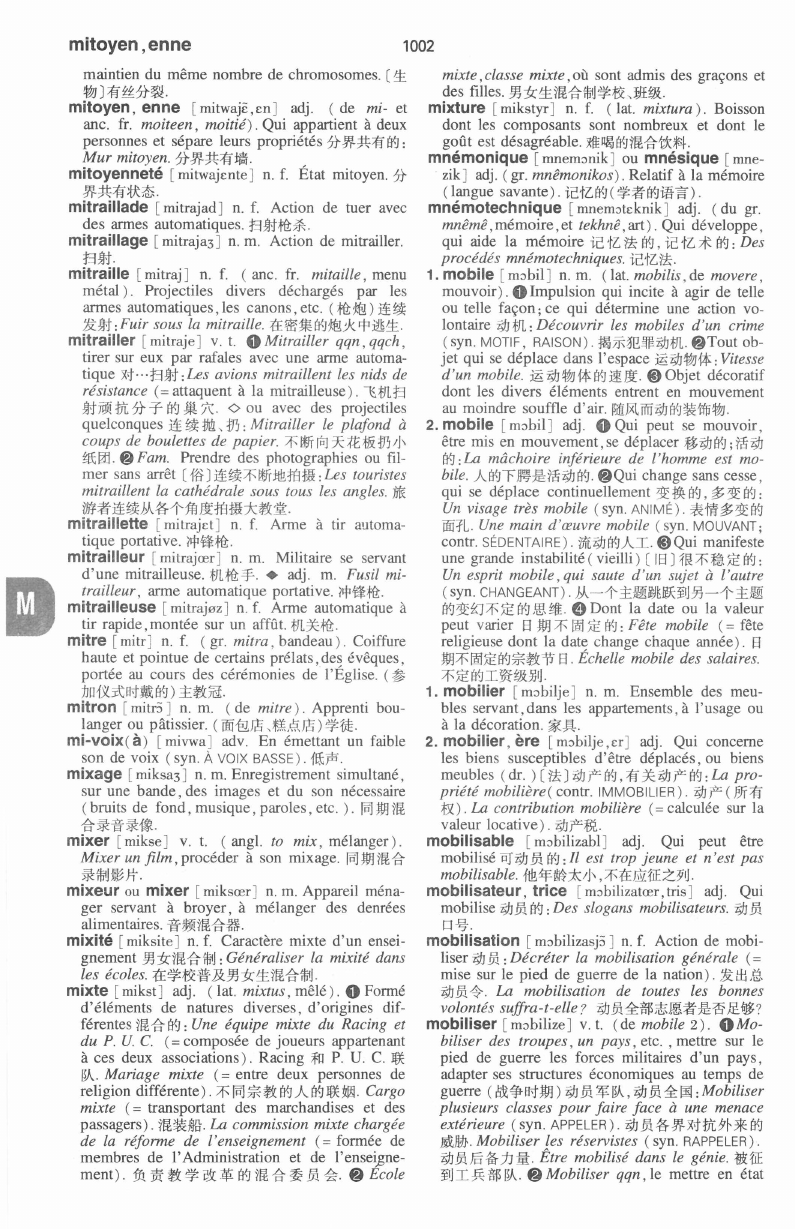 mitoyen, enne
1002
maintien du même nombre de chromosomes. 〔生
物〕有丝分裂.
mitoyen, enne [mitwajɛ̃, ɛn] adj. (de mi- et
anc. fr. moiteen, moitié). Qui appartient à deux
personnes et sépare leurs propriétés 分界共有的:
Mur mitoyen. 分界共有墙.
mitoyenneté [mitwajɛnte] n. f. État mitoyen. 分
界共有状态.
mitraillade [mitrajad] n. f. Action de tuer avec
des armes automatiques. 扫射枪杀.
mitraillage [mitrajaʒ] n. m. Action de mitrailler.
扫射.
mitraille [mitraj] n. f. (anc. fr. mitaille, menu
métal). Projectiles divers déchargés par les
armes automatiques, les canons, etc. (枪炮)连续
发射: Fuir sous la mitraille. 在密集的炮火中逃生.
mitrailler [mitraje] v. t. ❶ Mitrailler qqn, qqch,
tirer sur eux par rafales avec une arme automa-
tique 对…扫射: Les avions mitraillent les nids de
résistance (= attaquent à la mitrailleuse). 飞机扫
射顽抗分子的巢穴. ◇ ou avec des projectiles
quelconques 连续抛、扔: Mitrailler le plafond à
coups de boulettes de papier. 不断向天花板扔小
纸团. ❷ Fam. Prendre des photographies ou fil-
mer sans arrêt [俗]连续不断地拍摄: Les touristes
mitraillent la cathédrale sous tous les angles. 旅
游者连续从各个角度拍摄大教堂.
mitraillette [mitrajɛt] n. f. Arme à tir automa-
tique portative. 冲锋枪.
mitrailleur [mitrajœr] n. m. Militaire se servant
d'une mitrailleuse. 机枪手. ◆ adj. m. Fusil mi-
trailleur, arme automatique portative. 冲锋枪.
mitrailleuse [mitrajøz] n. f. Arme automatique à
tir rapide, montée sur un affût. 机关枪.
mitre [mitr] n. f. (gr. mitra, bandeau). Coiffure
haute et pointue de certains prélats, des évêques,
portée au cours des cérémonies de l'Église. (参
加仪式时戴的)主教冠.
mitron [mitrɔ̃] n. m. (de mitre). Apprenti bou-
langer ou pâtissier. (面包店、糕点店)学徒.
mi-voix(à) [mivwa] adv. En émettant un faible
son de voix (syn. À VOIX BASSE). 低声.
mixage [miksaʒ] n. m. Enregistrement simultané,
sur une bande, des images et du son nécessaire
(bruits de fond, musique, paroles, etc.). 同期混
合录音录像.
mixer [mikse] v. t. (angl. to mix, mélanger).
Mixer un film, procéder à son mixage. 同期混合
录制影片.
mixeur ou mixer [miksœr] n. m. Appareil ména-
ger servant à broyer, à mélanger des denrées
alimentaires. 音频混合器.
mixité [miksite] n. f. Caractère mixte d'un ensei-
gnement 男女混合制: Généraliser la mixité dans
les écoles. 在学校普及男女生混合制.
mixte [mikst] adj. (lat. mixtus, mêlé). ❶ Formé
d'éléments de natures diverses, d'origines dif-
férentes 混合的: Une équipe mixte du Racing et
du P. U. C. (= composée de joueurs appartenant
à ces deux associations). Racing 和 P. U. C. 联
队. Mariage mixte (= entre deux personnes de
religion différente). 不同宗教的人的联姻. Cargo
mixte (= transportant des marchandises et des
passagers). 混装船. La commission mixte chargée
de la réforme de l'enseignement (= formée de
membres de l'Administration et de l'enseigne-
ment). 负责教学改革的混合委员会. ❷ École
mixte, classe mixte, où sont admis des graçons et
des filles. 男女生混合制学校、班级.
mixture [mikstyr] n. f. (lat. mixtura). Boisson
dont les composants sont nombreux et dont le
goût est désagréable. 难喝的混合饮料.
mnémonique [mnemɔnik] ou mnésique [mne-
zik] adj. (gr. mnêmonikos). Relatif à la mémoire
(langue savante). 记忆的(学者的语言).
mnémotechnique [mnemɔtɛknik] adj. (du gr.
mnêmê, mémoire, et tekhnê, art). Qui développe,
qui aide la mémoire 记忆法的, 记忆术的: Des
procédés mnémotechniques. 记忆法.
1. mobile [mɔbil] n. m. (lat. mobilis, de movere,
mouvoir). ❶ Impulsion qui incite à agir de telle
ou telle façon; ce qui détermine une action vo-
lontaire 动机: Découvrir les mobiles d'un crime
(syn. MOTIF, RAISON). 揭示犯罪动机. ❷ Tout ob-
jet qui se déplace dans l'espace 运动物体: Vitesse
d'un mobile. 运动物体的速度. ❸ Objet décoratif
dont les divers éléments entrent en mouvement
au moindre souffle d'air. 随风而动的装饰物.
2. mobile [mɔbil] adj. ❶ Qui peut se mouvoir,
être mis en mouvement, se déplacer 移动的;活动
的: La mâchoire inférieure de l'homme est mo-
bile. 人的下腭是活动的. ❷ Qui change sans cesse,
qui se déplace continuellement 变换的, 多变的:
Un visage très mobile (syn. ANIMÉ). 表情多变的
面孔. Une main d'œuvre mobile (syn. MOUVANT;
contr. SÉDENTAIRE). 流动的人工. ❸ Qui manifeste
une grande instabilité (vieilli) [旧]很不稳定的:
Un esprit mobile, qui saute d'un sujet à l'autre
(syn. CHANGEANT). 从一个主题跳跃到另一个主题
的变幻不定的思维. ❹ Dont la date ou la valeur
peut varier 日期不固定的: Fête mobile (= fête
religieuse dont la date change chaque année). 日
期不固定的宗教节日. Échelle mobile des salaires.
不定的工资级别.
1. mobilier [mɔbilje] n. m. Ensemble des meu-
bles servant, dans les appartements, à l'usage ou
à la décoration. 家具.
2. mobilier, ère [mɔbilje, ɛr] adj. Qui concerne
les biens susceptibles d'être déplacés, ou biens
meubles (dr.) 〔法〕动产的, 有关动产的: La pro-
priété mobilière (contr. IMMOBILIER). 动产(所有
权). La contribution mobilière (= calculée sur la
valeur locative). 动产税.
mobilisable [mɔbilizabl] adj. Qui peut être
mobilisé 可动员的: Il est trop jeune et n'est pas
mobilisable. 他年龄太小, 不在应征之列.
mobilisateur, trice [mɔbilizatœr, tris] adj. Qui
mobilise 动员的: Des slogans mobilisateurs. 动员
口号.
mobilisation [mɔbilizasjɔ̃] n. f. Action de mobi-
liser 动员: Décréter la mobilisation générale (=
mise sur le pied de guerre de la nation). 发出总
动员令. La mobilisation de toutes les bonnes
volontés suffra-t-elle? 动员全部志愿者是否足够?
mobiliser [mɔbilize] v. t. (de mobile 2). ❶ Mo-
biliser des troupes, un pays, etc., mettre sur le
pied de guerre les forces militaires d'un pays,
adapter ses structures économiques au temps de
guerre (战争时期)动员军队, 动员全国: Mobiliser
plusieurs classes pour faire face à une menace
extérieure (syn. APPELER). 动员各界对抗外来的
威胁. Mobiliser les réservistes (syn. RAPPELER).
动员后备力量. Être mobilisé dans le génie. 被征
到工兵部队. ❷ Mobiliser qqn, le mettre en état
M